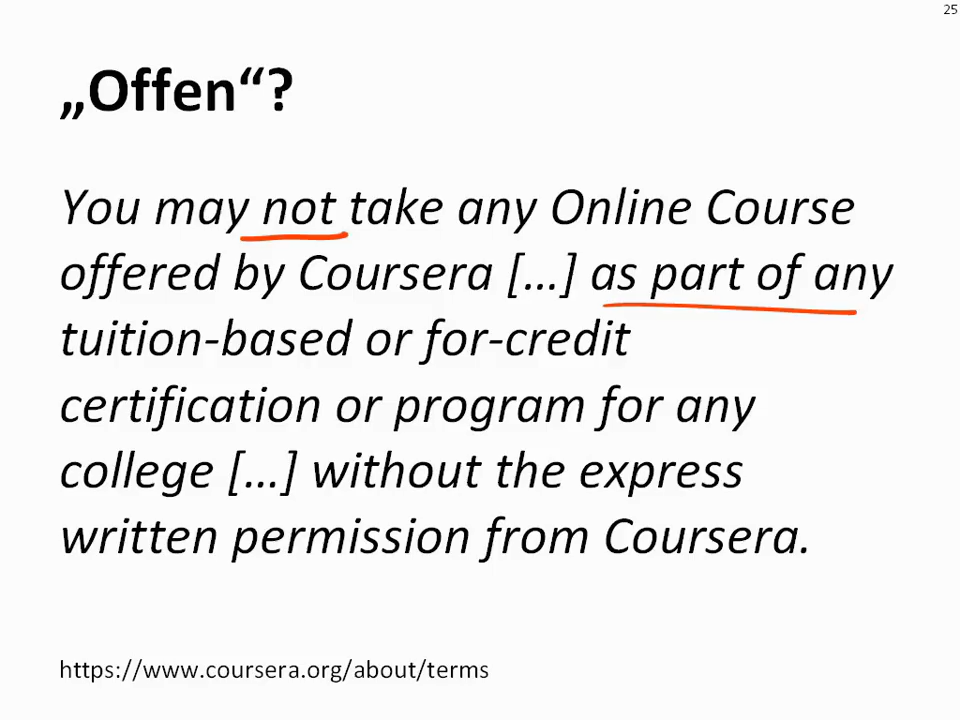 25
„Offen“?
You may not take any Online Course
offered by Coursera […] as part of any
tuition-based or for-credit
certification or program for any
college […] without the express
written permission from Coursera.
https://www.coursera.org/about/terms